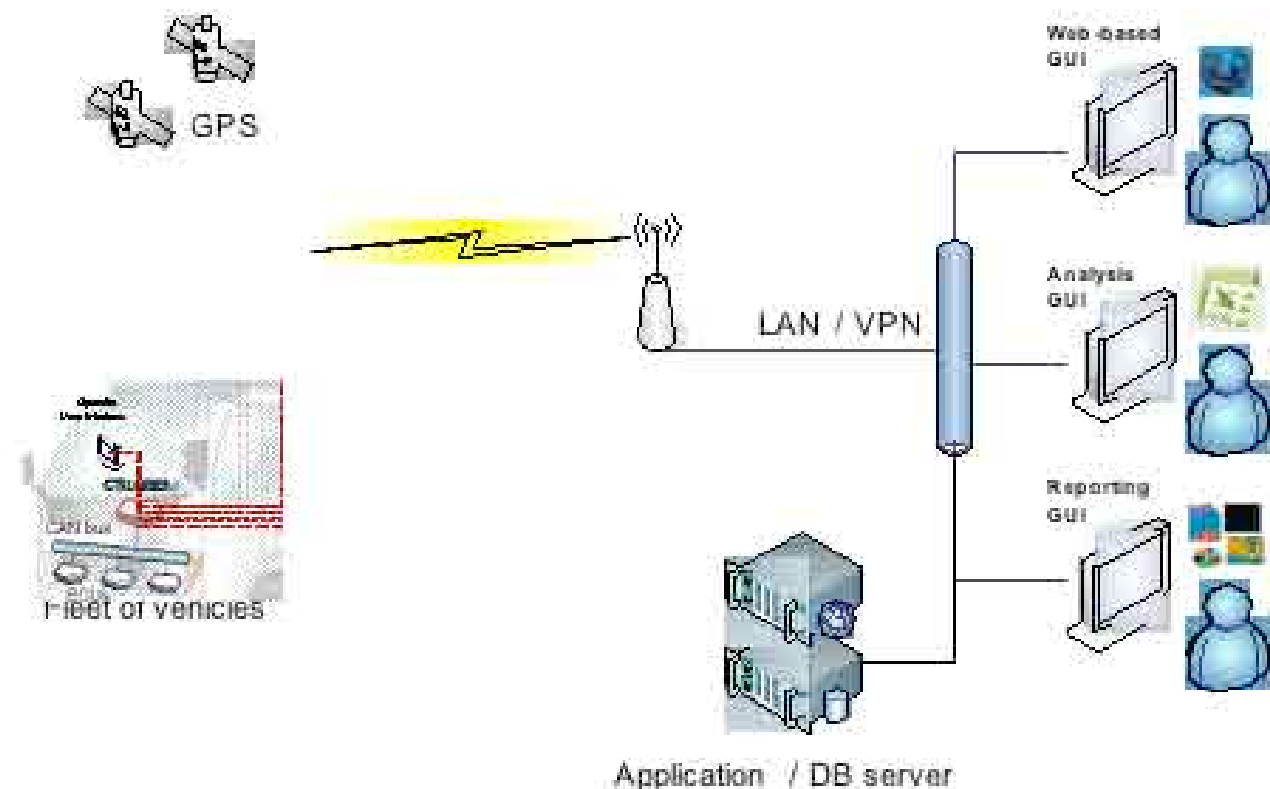 GPS
Web-based
GUI
LAN / VPN
Analysis
GUI
CAN bus
Fleet of vehicles
Reporting
GUI
Application / DB server